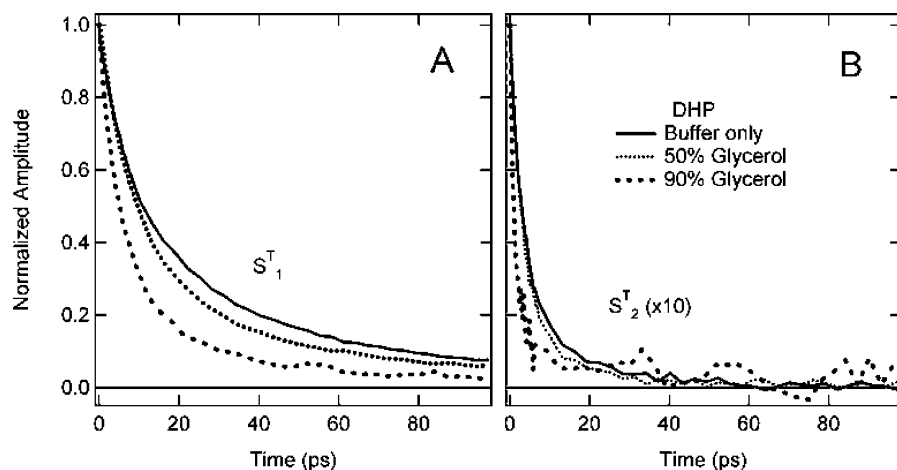 A
B
1.0
0.8
0.6
0.4
0.2
0.0
Normalized Amplitude
S^T_1
DHP
Buffer only
50% Glycerol
90% Glycerol
S^T_2 (x10)
0 20 40 60 80
0 20 40 60 80
Time (ps)
Time (ps)